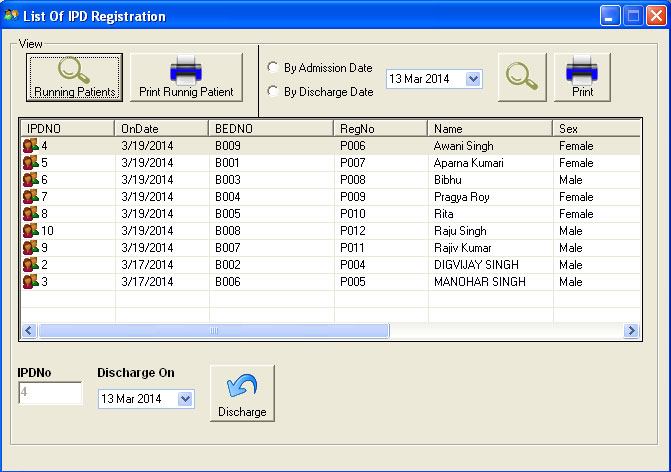 List Of IPD Registration
View
Running Patients
Print Runnig Patient
By Admission Date
By Discharge Date
13 Mar 2014
Print
IPDNO OnDate BEDNO RegNo Name Sex
4 3/19/2014 B009 P006 Awani Singh Female
5 3/19/2014 B001 P007 Aparna Kumari Female
6 3/19/2014 B003 P008 Bibhu Male
7 3/19/2014 B004 P009 Pragya Roy Female
8 3/19/2014 B005 P010 Rita Female
10 3/19/2014 B008 P012 Raju Singh Male
9 3/19/2014 B007 P011 Rajiv Kumar Male
2 3/17/2014 B002 P004 DIGVIJAY SINGH Male
3 3/17/2014 B006 P005 MANOHAR SINGH Male
IPDNo Discharge On
4 13 Mar 2014
Discharge